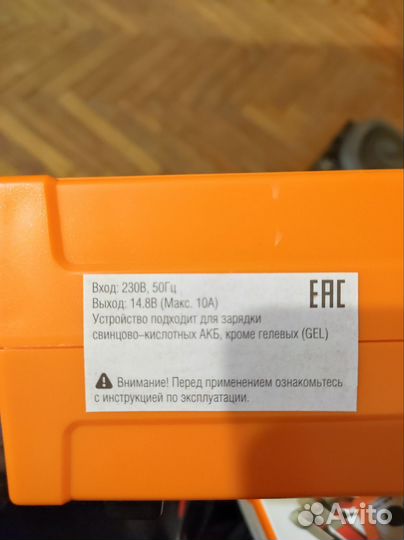 Вход: 230В, 50Гц
Выход: 14.8В (Макс. 10А)
Устройство подходит для зарядки
свинцово–кислотных АКБ, кроме гелевых (GEL)
EAC
Внимание! Перед применением ознакомьтесь
с инструкцией по эксплуатации.
Avito